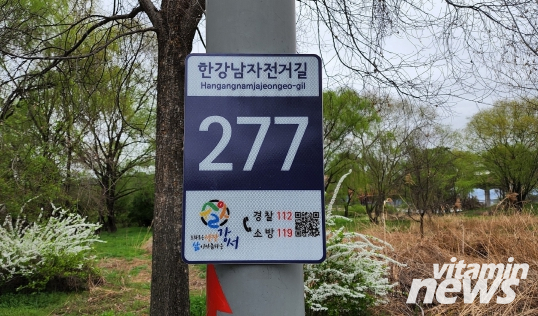 한강남자전거길
Hangangnamjajeongeo-gil
277
강서
경찰 112
소방 119
vitamin
news